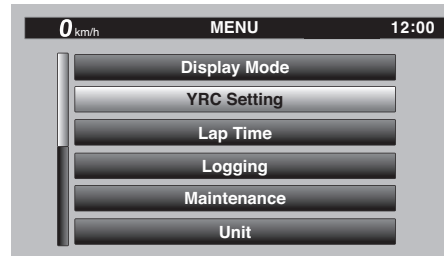 0 km/h MENU 12:00
Display Mode
YRC Setting
Lap Time
Logging
Maintenance
Unit